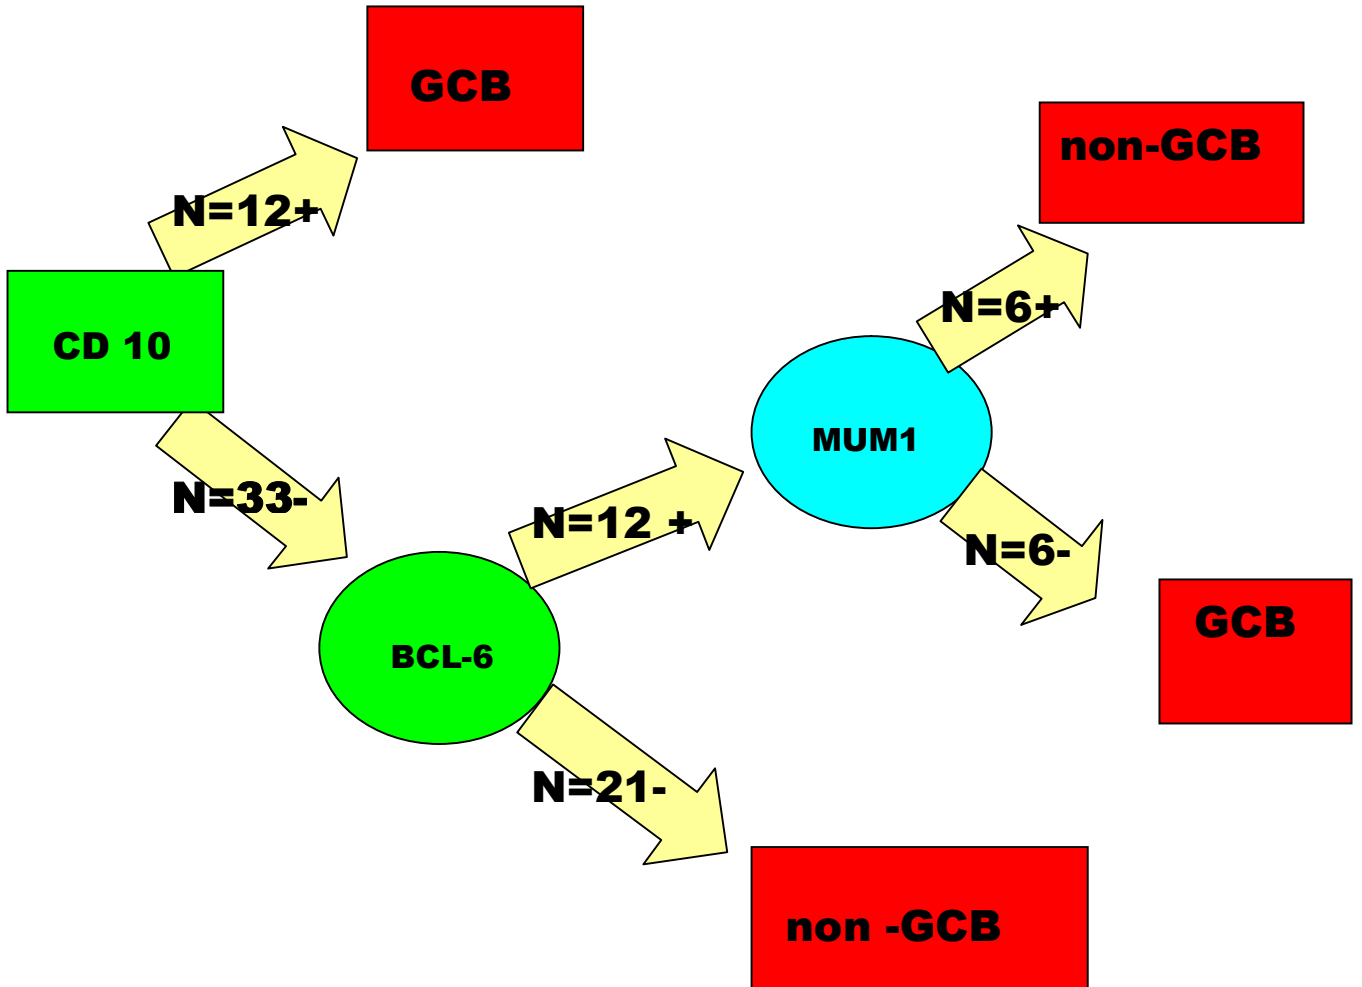 GCB
non-GCB
N=12+
N=6+
CD 10
MUM1
N=33-
N=12 +
N=6-
GCB
BCL-6
N=21-
non -GCB